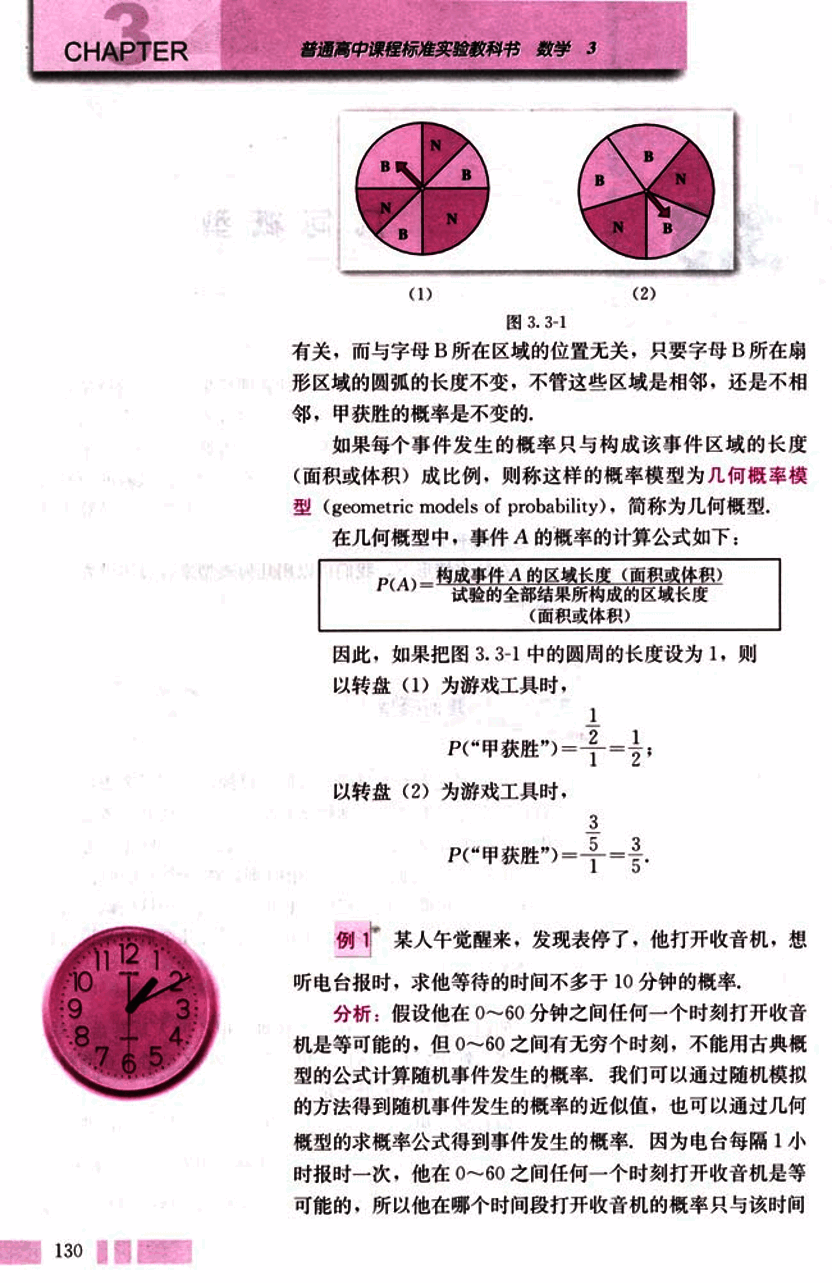 3
CHAPTER
普通高中课程标准实验教科书 数学 3
B N B N B N
B B N N B
(1) (2)
图 3.3-1
有关，而与字母 B 所在区域的位置无关，只要字母 B 所在扇
形区域的圆弧的长度不变，不管这些区域是相邻，还是不相
邻，甲获胜的概率是不变的.
如果每个事件发生的概率只与构成该事件区域的长度
（面积或体积）成比例，则称这样的概率模型为几何概率模
型（geometric models of probability），简称为几何概型.
在几何概型中，事件 A 的概率的计算公式如下：
P(A)=构成事件 A 的区域长度（面积或体积）
试验的全部结果所构成的区域长度
（面积或体积）
因此，如果把图 3.3-1 中的圆周的长度设为 1，则
以转盘（1）为游戏工具时，
P(“甲获胜”)=(1/2)/1=1/2；
以转盘（2）为游戏工具时，
P(“甲获胜”)=(3/5)/1=3/5.
例 1 某人午觉醒来，发现表停了，他打开收音机，想
听电台报时，求他等待的时间不多于 10 分钟的概率.
分析：假设他在 0～60 分钟之间任何一个时刻打开收音
机是等可能的，但 0～60 之间有无穷个时刻，不能用古典概
型的公式计算随机事件发生的概率. 我们可以通过随机模拟
的方法得到随机事件发生的概率的近似值，也可以通过几何
概型的求概率公式得到事件发生的概率. 因为电台每隔 1 小
时报时一次，他在 0～60 之间任何一个时刻打开收音机是等
可能的，所以他在哪个时间段打开收音机的概率只与该时间
12 1 2 3 4 5 6 7 8 9 10 11
130